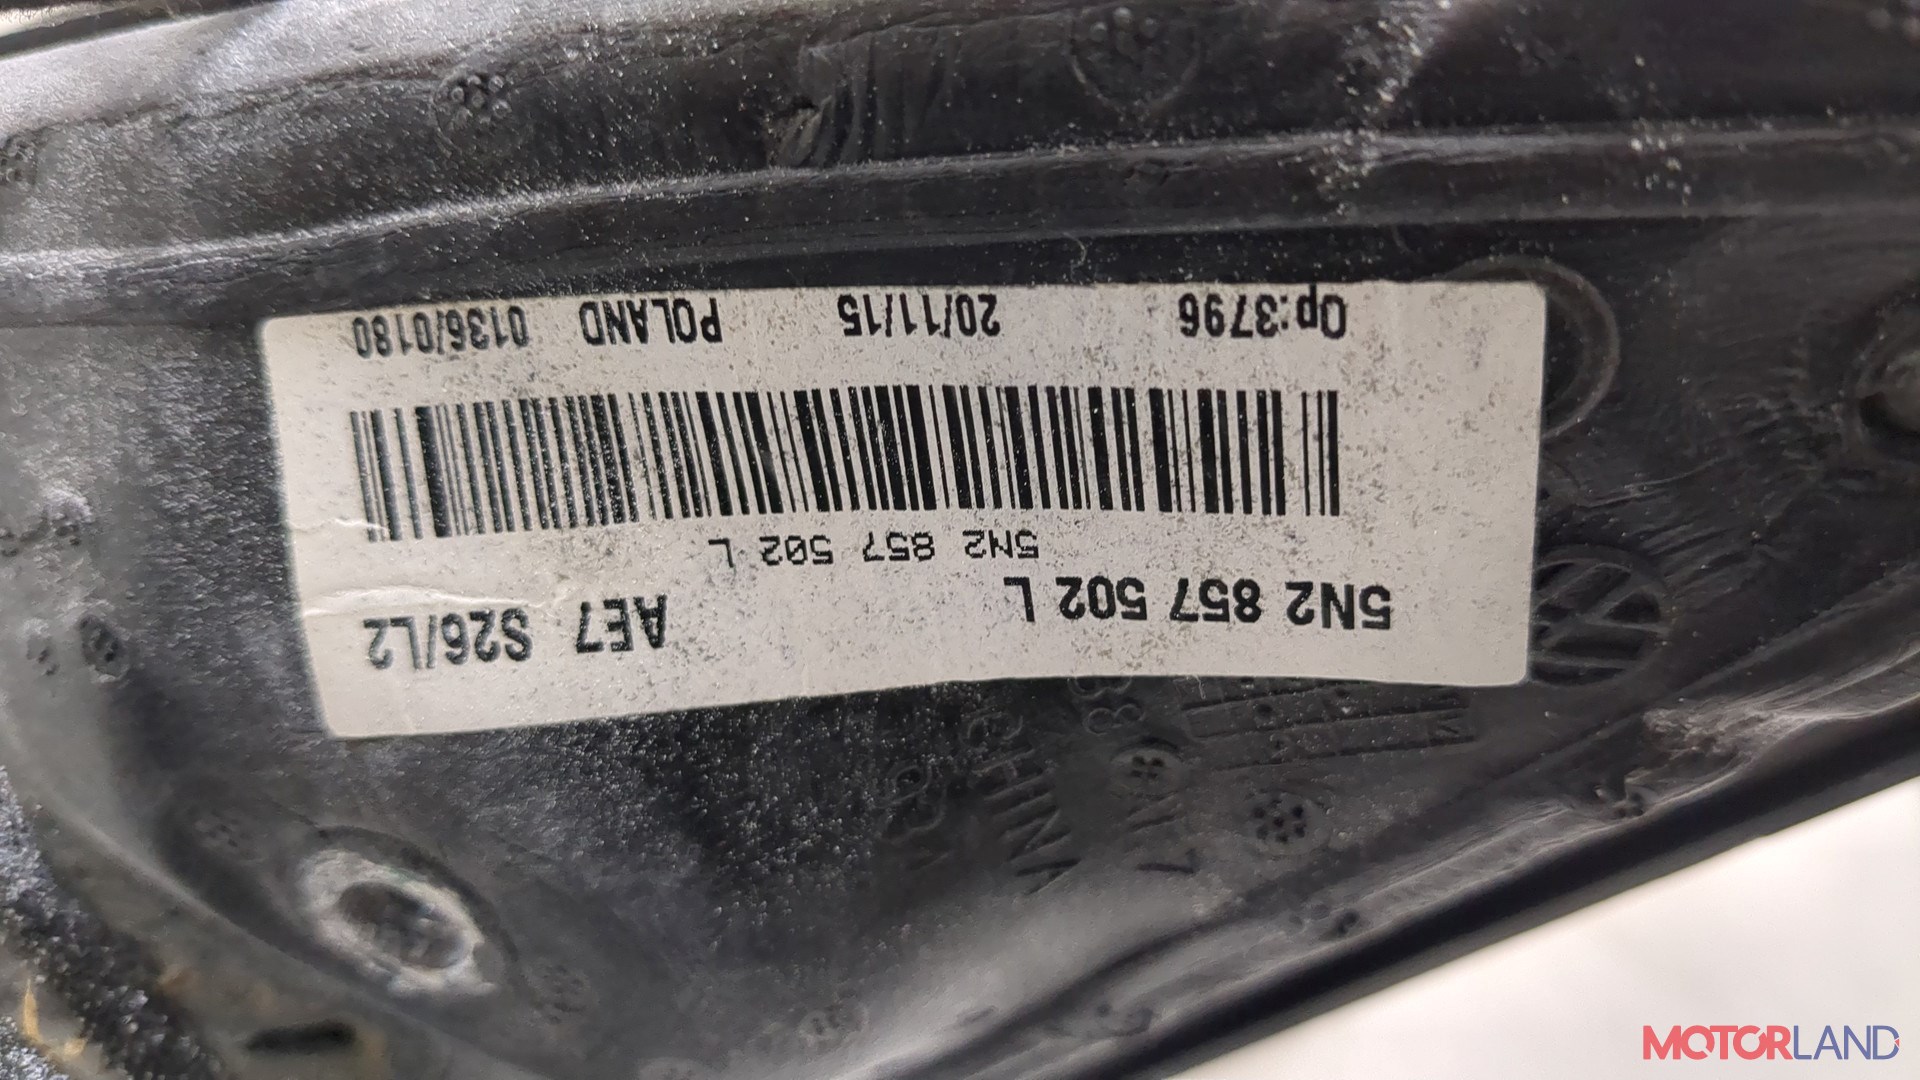 5N2 857 502 L AE7 S26/L2
5N2 857 502 L
Op:3796 20/11/15 POLAND 0136/0180
MOTORLAND